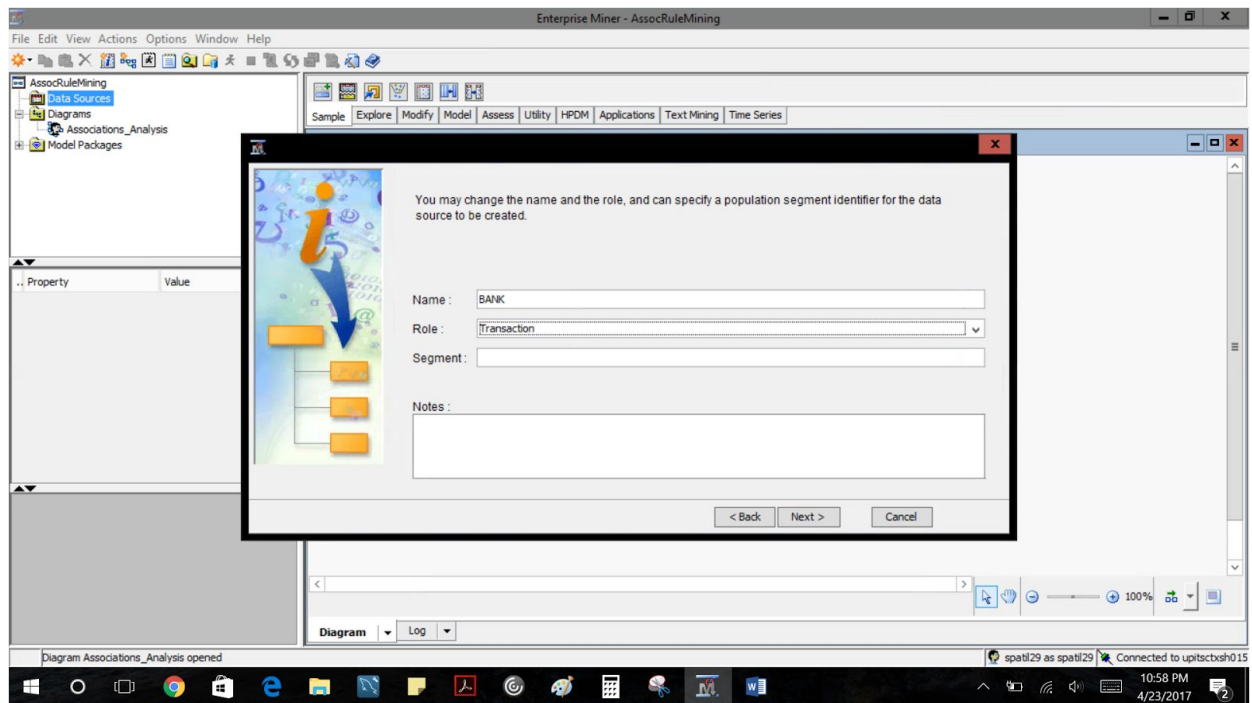 Enterprise Miner - AssocRuleMining
File Edit View Actions Options Window Help
AssocRuleMining
Data Sources
Diagrams
Associations_Analysis
Model Packages
Sample Explore Modify Model Assess Utility HPDM Applications Text Mining Time Series
You may change the name and the role, and can specify a population segment identifier for the data
source to be created.
.. Property Value
Name : BANK
Role : Transaction
Segment :
Notes :
< Back Next > Cancel
100%
Diagram Log
Diagram Associations_Analysis opened
spatil29 as spatil29 Connected to upitsctxsh015
10:58 PM
4/23/2017
2